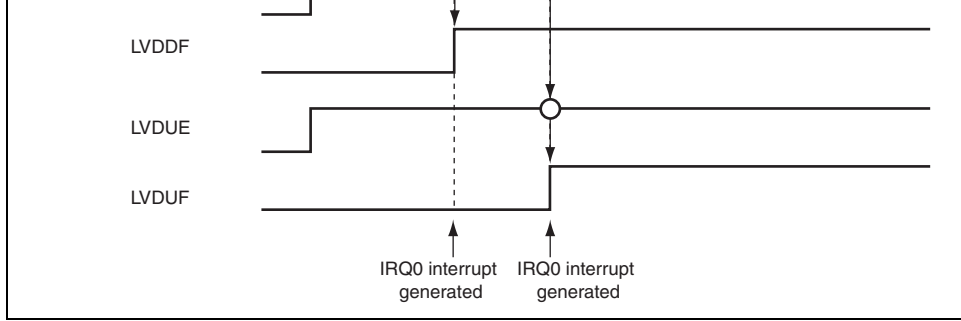 LVDDF
LVDUE
LVDUF
IRQ0 interrupt generated
IRQ0 interrupt generated